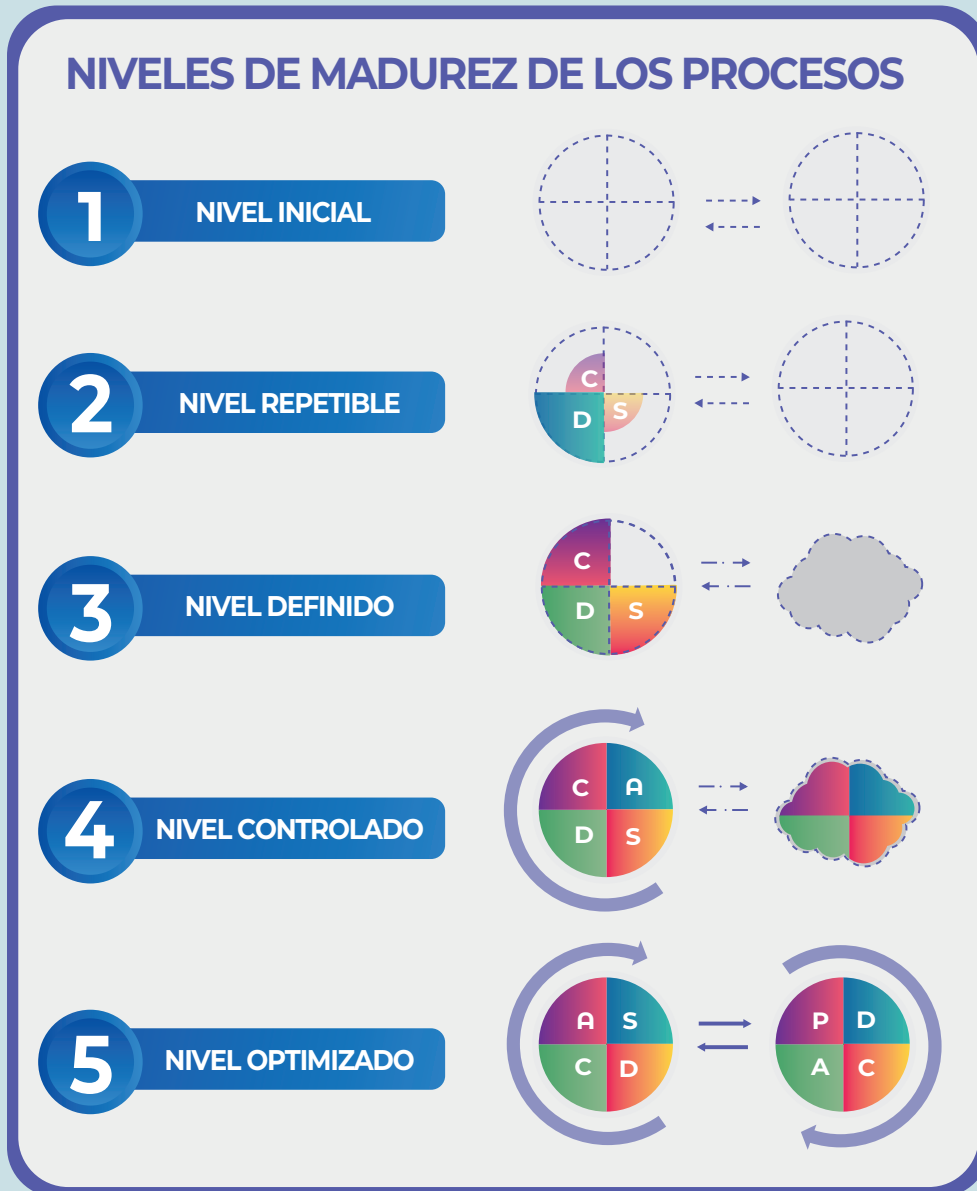 NIVELES DE MADUREZ DE LOS PROCESOS
1 NIVEL INICIAL
2 NIVEL REPETIBLE
C
D S
3 NIVEL DEFINIDO
C
D S
4 NIVEL CONTROLADO
C A
D S
5 NIVEL OPTIMIZADO
A S P D
C D A C